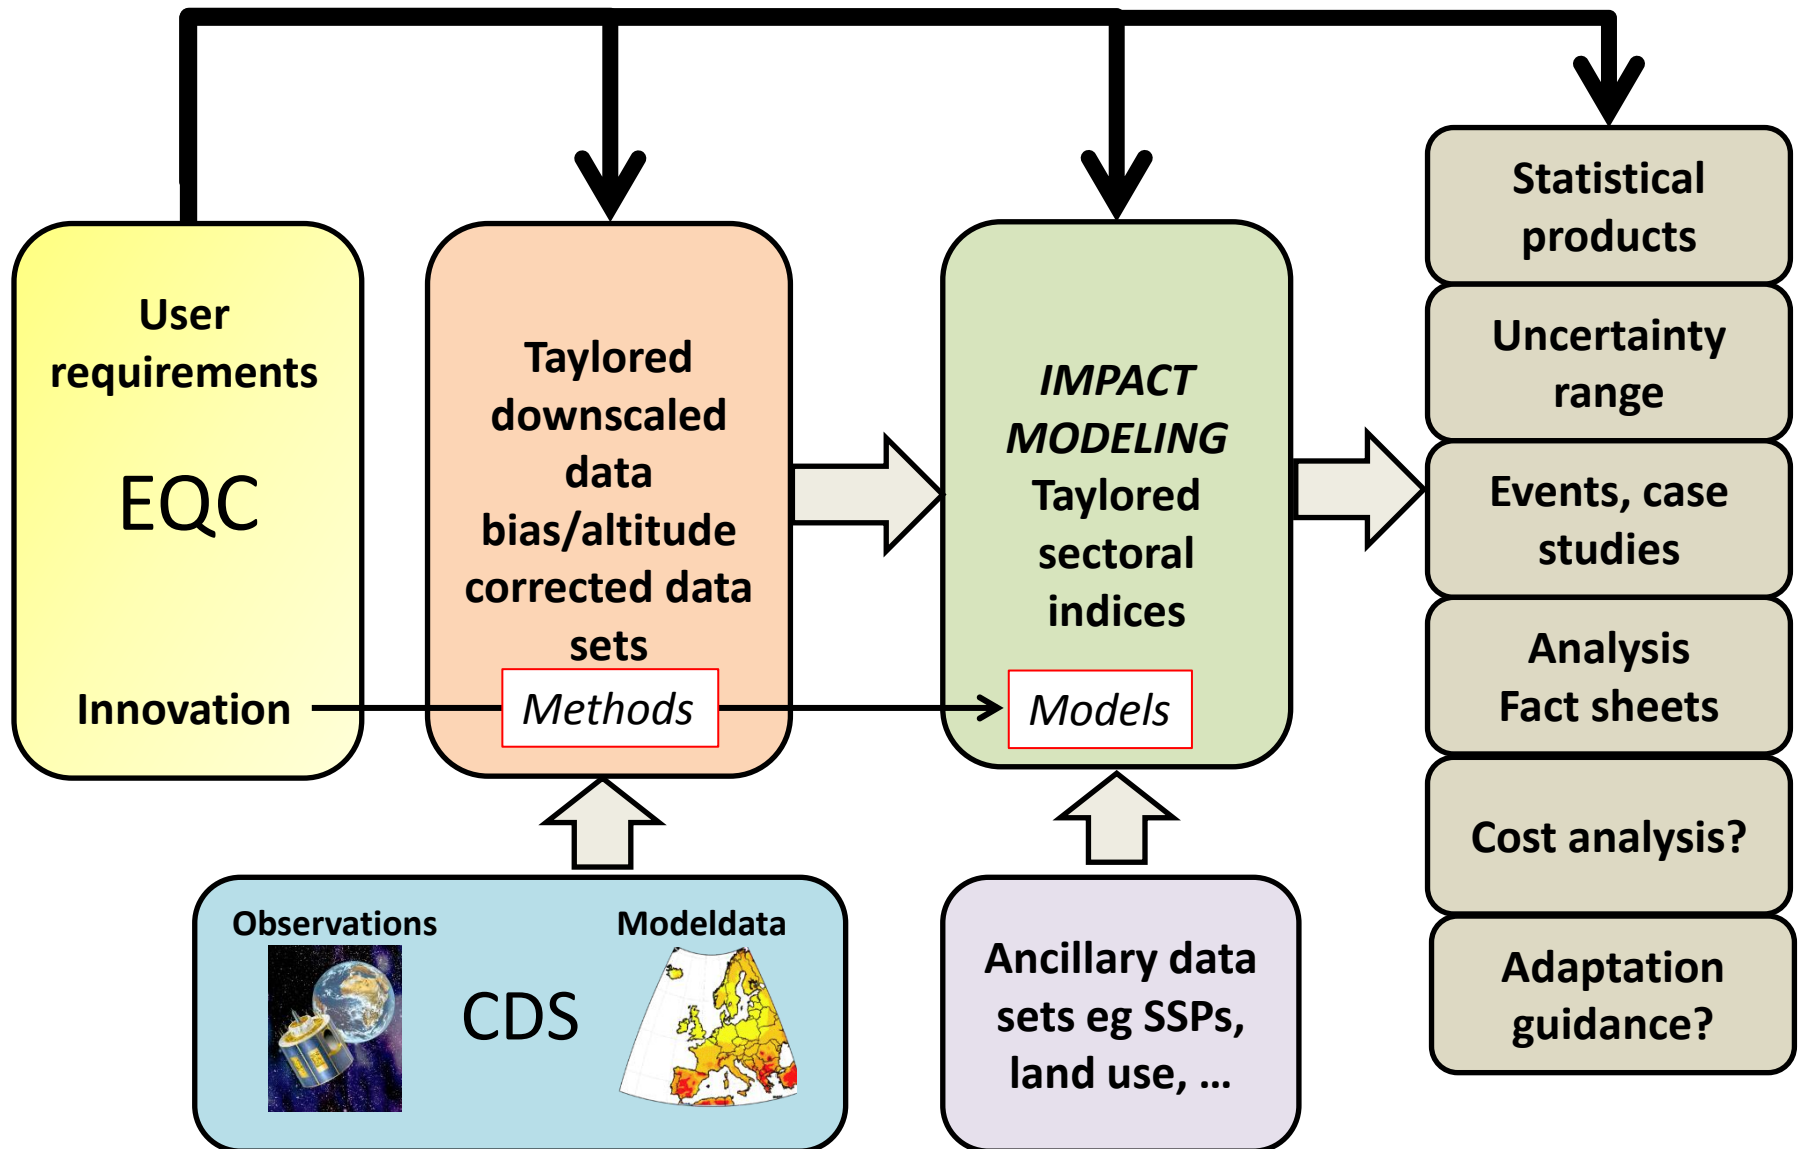 User
requirements
EQC
Innovation
Taylored
downscaled
data
bias/altitude
corrected data
sets
Methods
IMPACT
MODELING
Taylored
sectoral
indices
Models
Statistical
products
Uncertainty
range
Events, case
studies
Analysis
Fact sheets
Cost analysis?
Adaptation
guidance?
Observations
Modeldata
CDS
Ancillary data
sets eg SSPs,
land use, ...